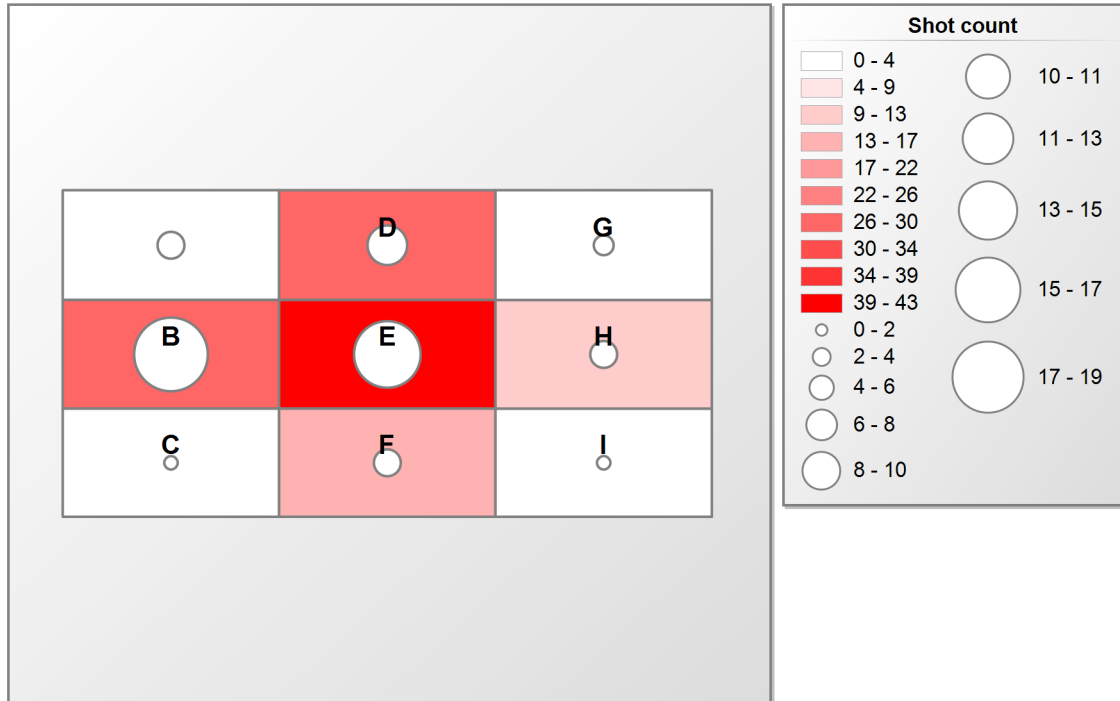 Shot count
0 - 4
4 - 9
9 - 13
13 - 17
17 - 22
22 - 26
26 - 30
30 - 34
34 - 39
39 - 43
0 - 2
2 - 4
4 - 6
6 - 8
8 - 10
10 - 11
11 - 13
13 - 15
15 - 17
17 - 19
D
G
B
E
H
C
F
I